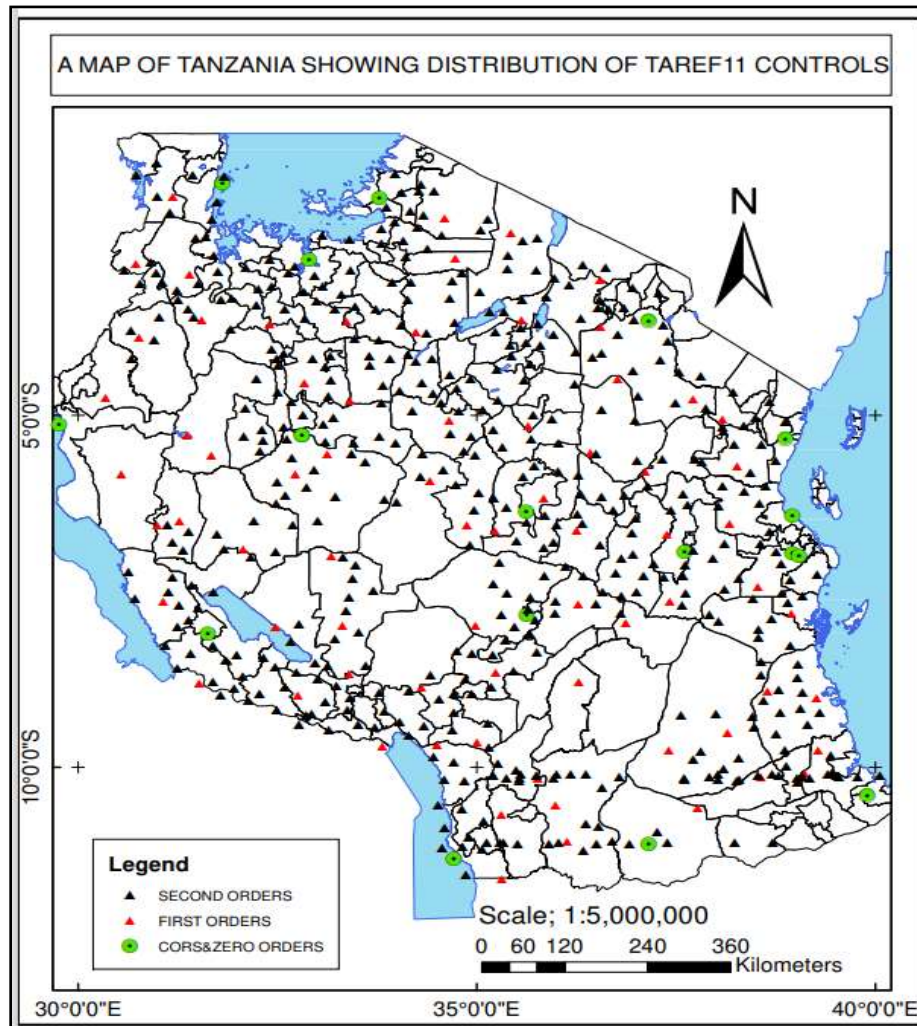 A MAP OF TANZANIA SHOWING DISTRIBUTION OF TAREF11 CONTROLS
N
5°0'0"S
10°0'0"S
Legend
SECOND ORDERS
FIRST ORDERS
CORS&ZERO ORDERS
Scale; 1:5,000,000
0 60 120 240 360
Kilometers
30°0'0"E 35°0'0"E 40°0'0"E